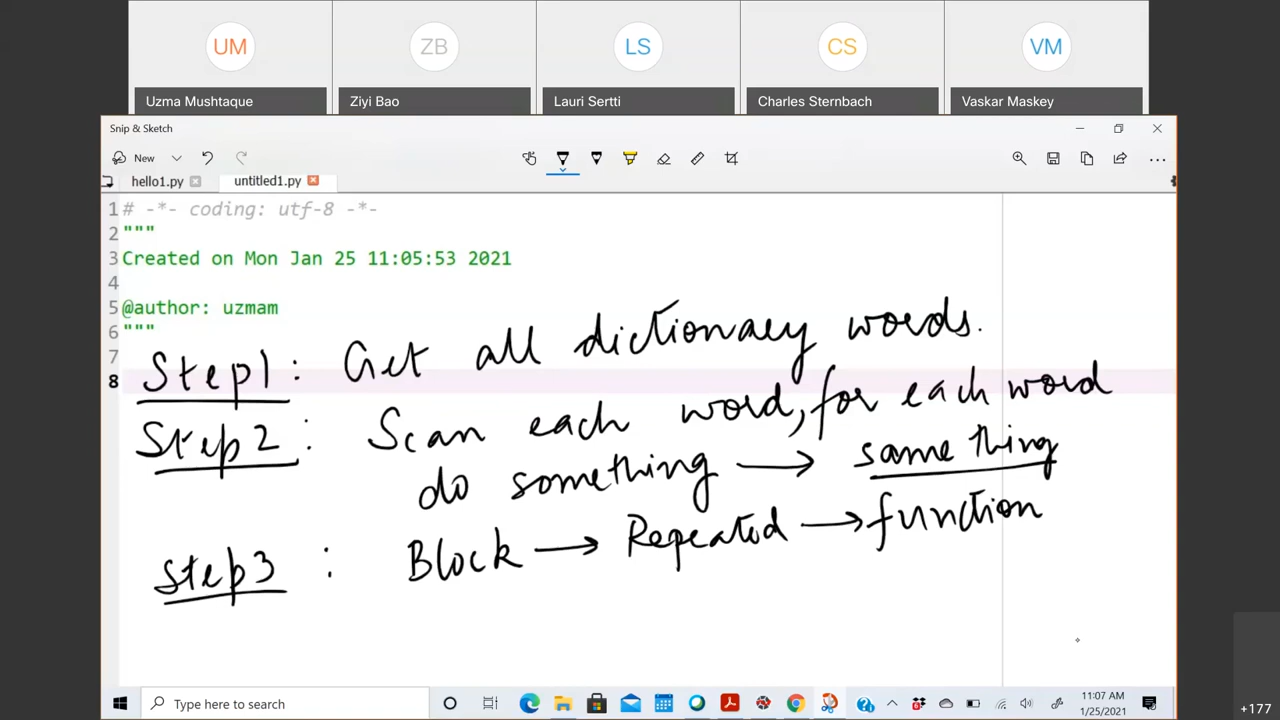 UM
ZB
LS
CS
VM
Uzma Mushtaque
Ziyi Bao
Lauri Sertti
Charles Sternbach
Vaskar Maskey
Snip & Sketch
New
hello1.py
untitled1.py
1 # -*- coding: utf-8 -*-
2 """
3 Created on Mon Jan 25 11:05:53 2021
4
5 @author: uzmam
6 """
7
8
Step1 : Get all dictionary words.
Step2 : Scan each word, for each word
do something → same thing
Step3 : Block → Repeated → function
Type here to search
11:07 AM
1/25/2021
+177